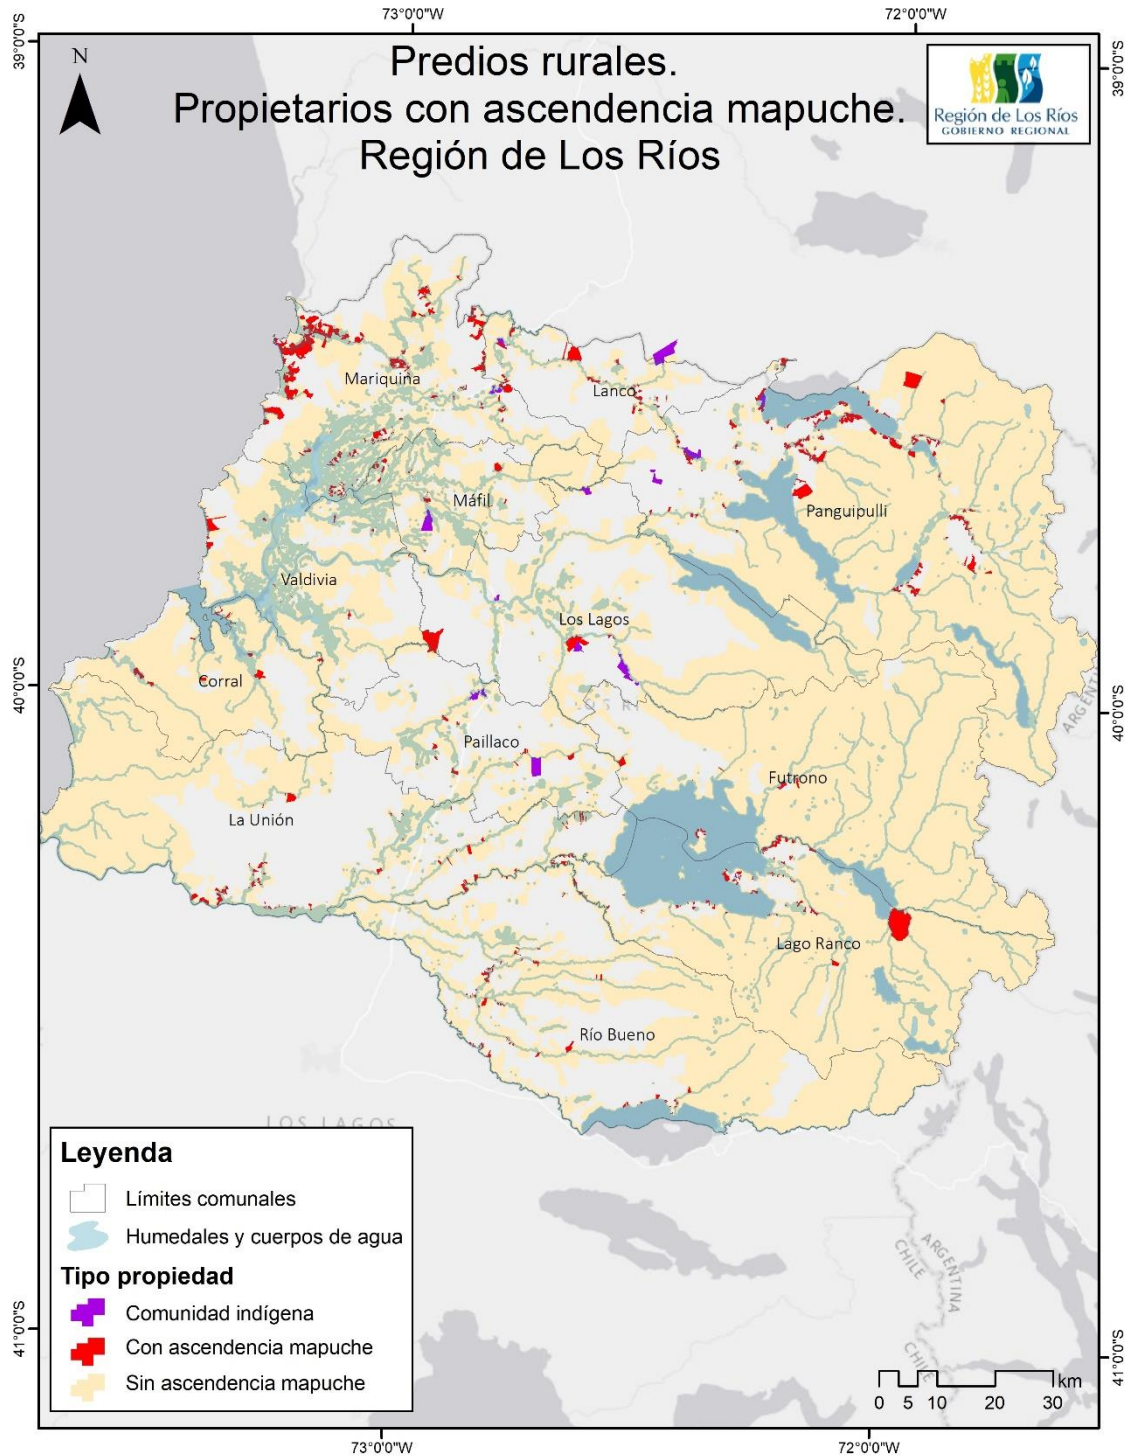 73°0'0"W
72°0'0"W
39°0'0"S
39°0'0"S
N
Predios rurales.
Propietarios con ascendencia mapuche.
Región de Los Ríos
Región de Los Ríos
GOBIERNO REGIONAL
Mariquina
Lanco
Máfil
Panguipulli
Valdivia
Los Lagos
Corral
40°0'0"S
40°0'0"S
ARGENTINA
Paillaco
Futrono
La Unión
Lago Ranco
Río Bueno
LOS LAGOS
Leyenda
Límites comunales
Humedales y cuerpos de agua
Tipo propiedad
Comunidad indígena
Con ascendencia mapuche
Sin ascendencia mapuche
ARGENTINA
CHILE
CHILE
41°0'0"S
41°0'0"S
km
0 5 10 20 30
73°0'0"W
72°0'0"W